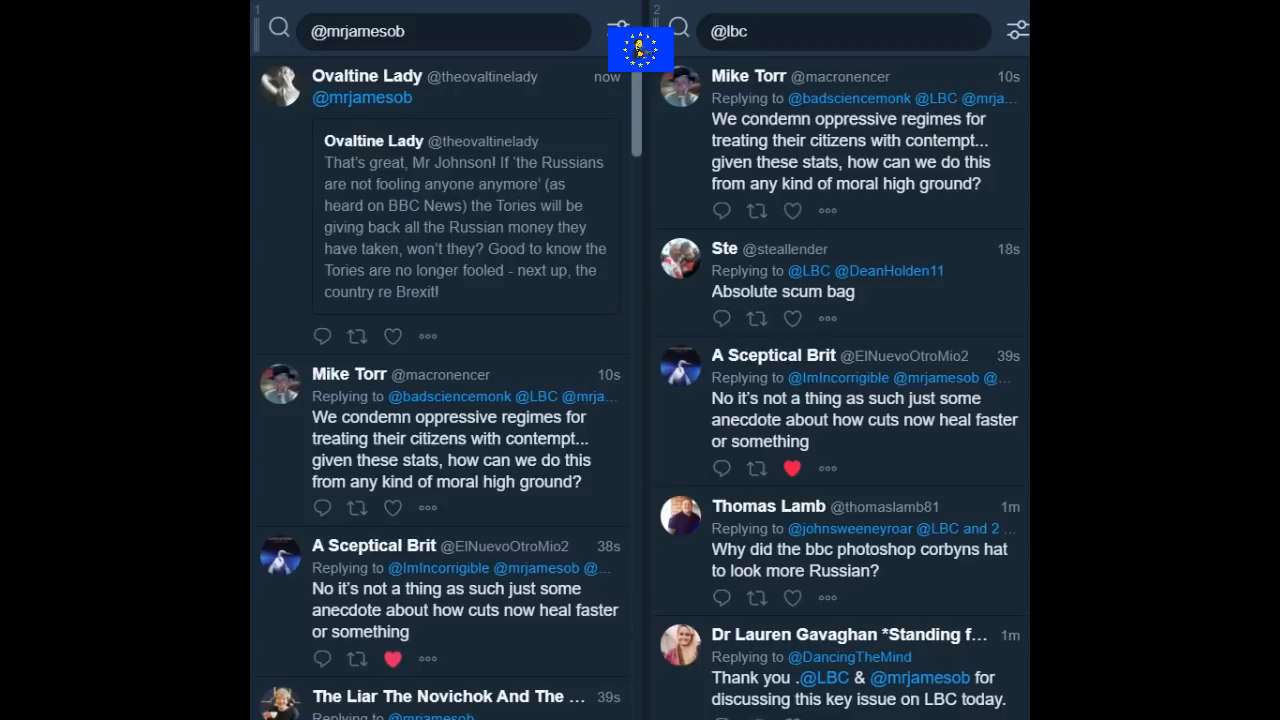 1
@mrjamesob
Ovaltine Lady @theovaltinelady now
@mrjamesob
Ovaltine Lady @theovaltinelady
That's great, Mr Johnson! If 'the Russians
are not fooling anyone anymore' (as
heard on BBC News) the Tories will be
giving back all the Russian money they
have taken, won't they? Good to know the
Tories are no longer fooled - next up, the
country re Brexit!
Mike Torr @macronencer 10s
Replying to @badsciencemonk @LBC @mrja...
We condemn oppressive regimes for
treating their citizens with contempt...
given these stats, how can we do this
from any kind of moral high ground?
A Sceptical Brit @ElNuevoOtroMio2 38s
Replying to @ImIncorrigible @mrjamesob @...
No it's not a thing as such just some
anecdote about how cuts now heal faster
or something
The Liar The Novichok And The ... 39s
Replying to @mrjamesob
2
@lbc
Mike Torr @macronencer 10s
Replying to @badsciencemonk @LBC @mrja...
We condemn oppressive regimes for
treating their citizens with contempt...
given these stats, how can we do this
from any kind of moral high ground?
Ste @steallender 18s
Replying to @LBC @DeanHolden11
Absolute scum bag
A Sceptical Brit @ElNuevoOtroMio2 39s
Replying to @ImIncorrigible @mrjamesob @...
No it's not a thing as such just some
anecdote about how cuts now heal faster
or something
Thomas Lamb @thomaslamb81 1m
Replying to @johnsweeneyroar @LBC and 2 ...
Why did the bbc photoshop corbyns hat
to look more Russian?
Dr Lauren Gavaghan *Standing f... 1m
Replying to @DancingTheMind
Thank you .@LBC & @mrjamesob for
discussing this key issue on LBC today.